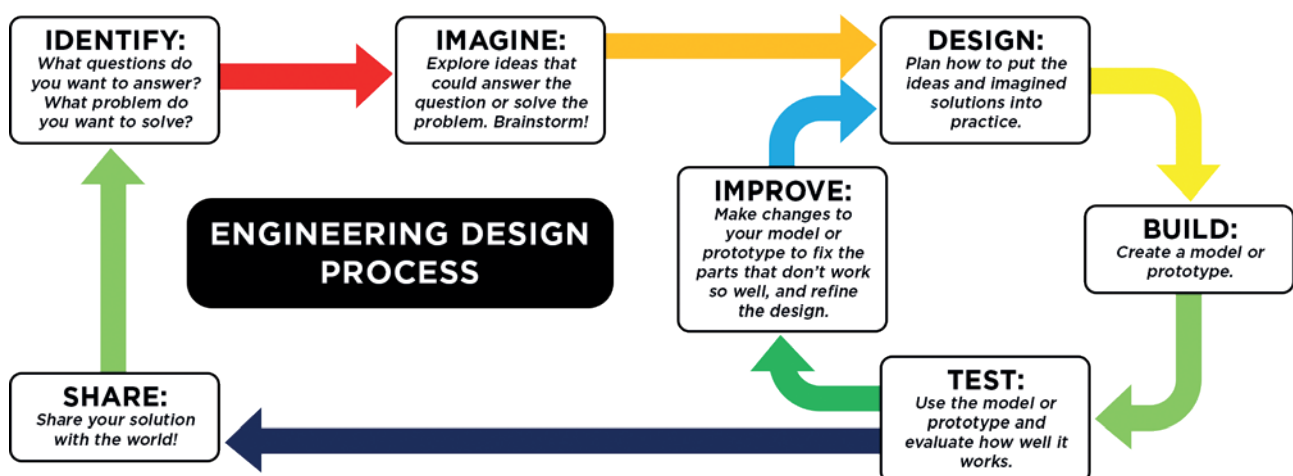 IDENTIFY:
What questions do
you want to answer?
What problem do
you want to solve?
IMAGINE:
Explore ideas that
could answer the
question or solve the
problem. Brainstorm!
DESIGN:
Plan how to put the
ideas and imagined
solutions into
practice.
ENGINEERING DESIGN
PROCESS
IMPROVE:
Make changes to
your model or
prototype to fix the
parts that don't work
so well, and refine
the design.
BUILD:
Create a model or
prototype.
SHARE:
Share your solution
with the world!
TEST:
Use the model or
prototype and
evaluate how well it
works.